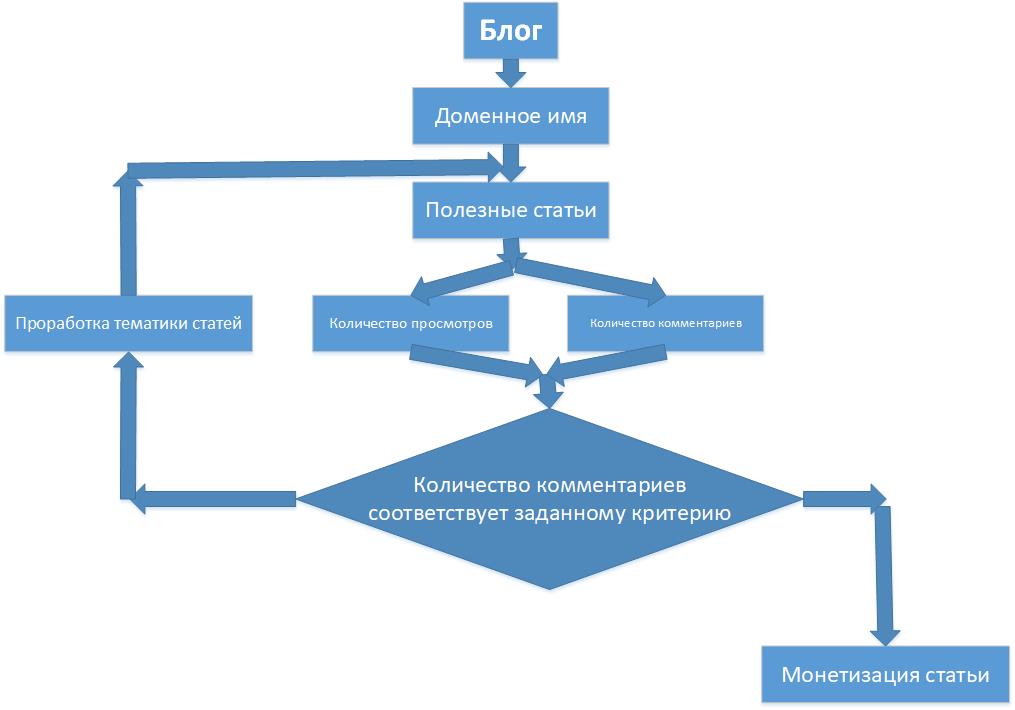 Блог
Доменное имя
Полезные статьи
Проработка тематики статей
Количество просмотров
Количество комментариев
Количество комментариев
соответствует заданному критерию
Монетизация статьи